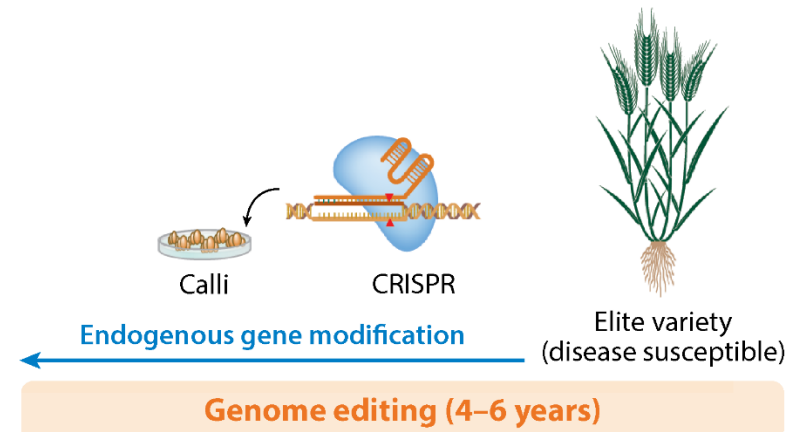 Calli
CRISPR
Elite variety
(disease susceptible)
Endogenous gene modification
Genome editing (4–6 years)